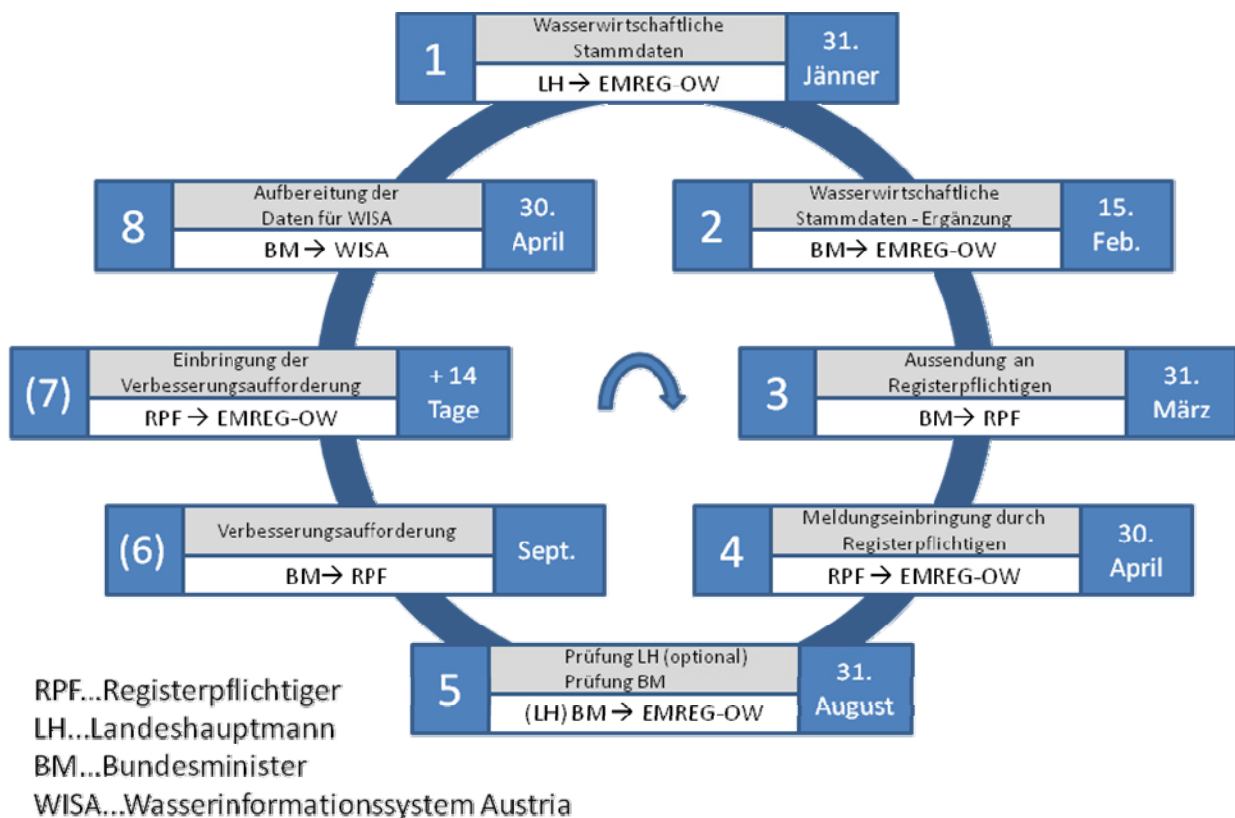 1
Wasserwirtschaftliche
Stammdaten
LH → EMREG-OW
31.
Jänner
2
Wasserwirtschaftliche
Stammdaten - Ergänzung
BM → EMREG-OW
15.
Feb.
3
Aussendung an
Registerpflichtigen
BM → RPF
31.
März
4
Meldungseinbringung durch
Registerpflichtigen
RPF → EMREG-OW
30.
April
5
Prüfung LH (optional)
Prüfung BM
(LH) BM → EMREG-OW
31.
August
(6)
Verbesserungsaufforderung
BM → RPF
Sept.
(7)
Einbringung der
Verbesserungsaufforderung
RPF → EMREG-OW
+ 14
Tage
8
Aufbereitung der
Daten für WISA
BM → WISA
30.
April
RPF...Registerpflichtiger
LH...Landeshauptmann
BM...Bundesminister
WISA...Wasserinformationssystem Austria